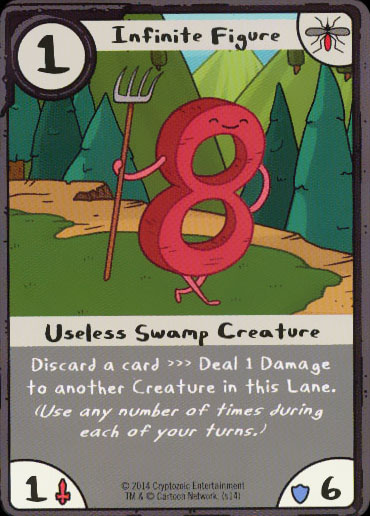 1
Infinite Figure
8
Useless Swamp Creature
Discard a card >>> Deal 1 Damage
to another Creature in this Lane.
(Use any number of times during
each of your turns.)
1
© 2014 Cryptozoic Entertainment
TM & © Cartoon Network. (s14)
6